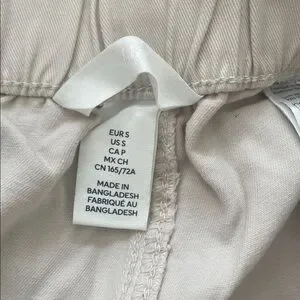 EUR S
US S
CA P
MX CH
CN 165/72A
MADE IN
BANGLADESH
FABRIQUÉ AU
BANGLADESH